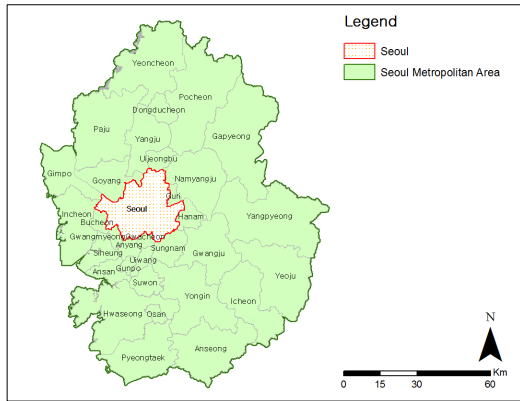 Legend
Seoul
Seoul Metropolitan Area
Yeoncheon
Pocheon
Dongducheon
Paju
Yangju
Gapyeong
Uijeongbu
Gimpo
Goyang
Namyangju
Guri
Seoul
Incheon
Hanam
Yangpyeong
Bucheon
Gwangmyeong
Gwacheon
Anyang
Sungnam
Siheung
Uiwang
Gwangju
Ansan
Gunpo
Yeoju
Suwon
Yongin
Icheon
Hwaseong
Osan
Anseong
Pyeongtaek
N
Km
0 15 30 60